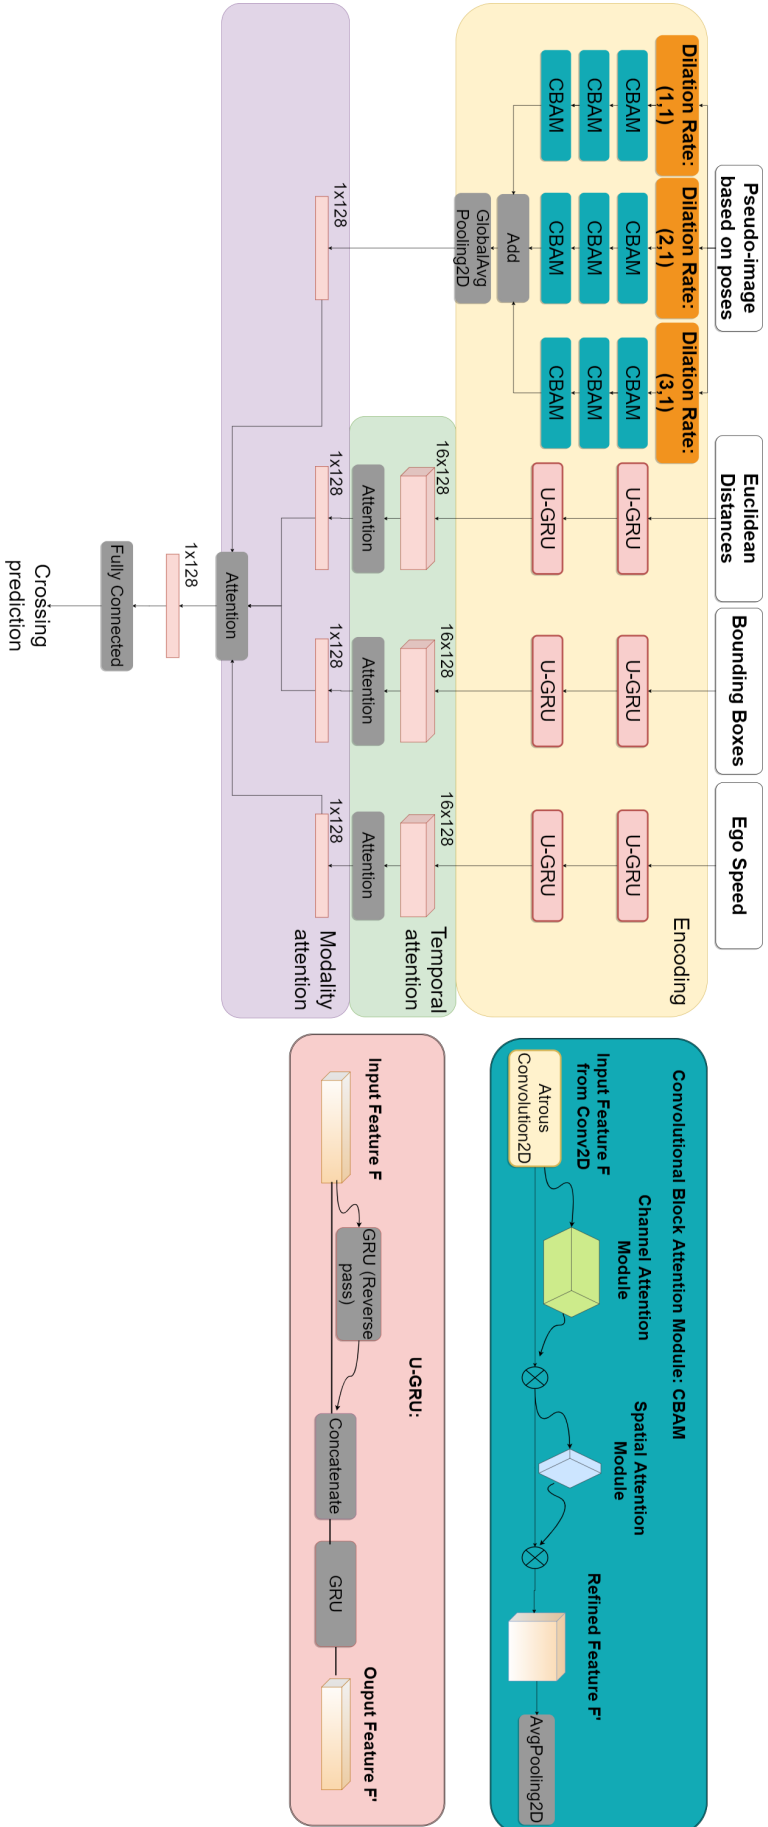 Pseudo-image
based on poses
Euclidean
Distances
Bounding Boxes
Ego Speed
Encoding
Dilation Rate:
(1,1)
Dilation Rate:
(2,1)
Dilation Rate:
(3,1)
CBAM
CBAM
CBAM
U-GRU
U-GRU
U-GRU
CBAM
CBAM
CBAM
CBAM
CBAM
CBAM
U-GRU
U-GRU
U-GRU
Add
GlobalAvg
Pooling2D
16x128
16x128
16x128
Temporal
attention
Attention
Attention
Attention
1x128
1x128
1x128
1x128
Modality
attention
Attention
1x128
Fully Connected
Crossing
prediction
Convolutional Block Attention Module: CBAM
Input Feature F
from Conv2D
Channel Attention
Module
Spatial Attention
Module
Refined Feature F'
Atrous
Convolution2D
AvgPooling2D
U-GRU:
Input Feature F
GRU (Reverse
pass)
Concatenate
GRU
Ouput Feature F'